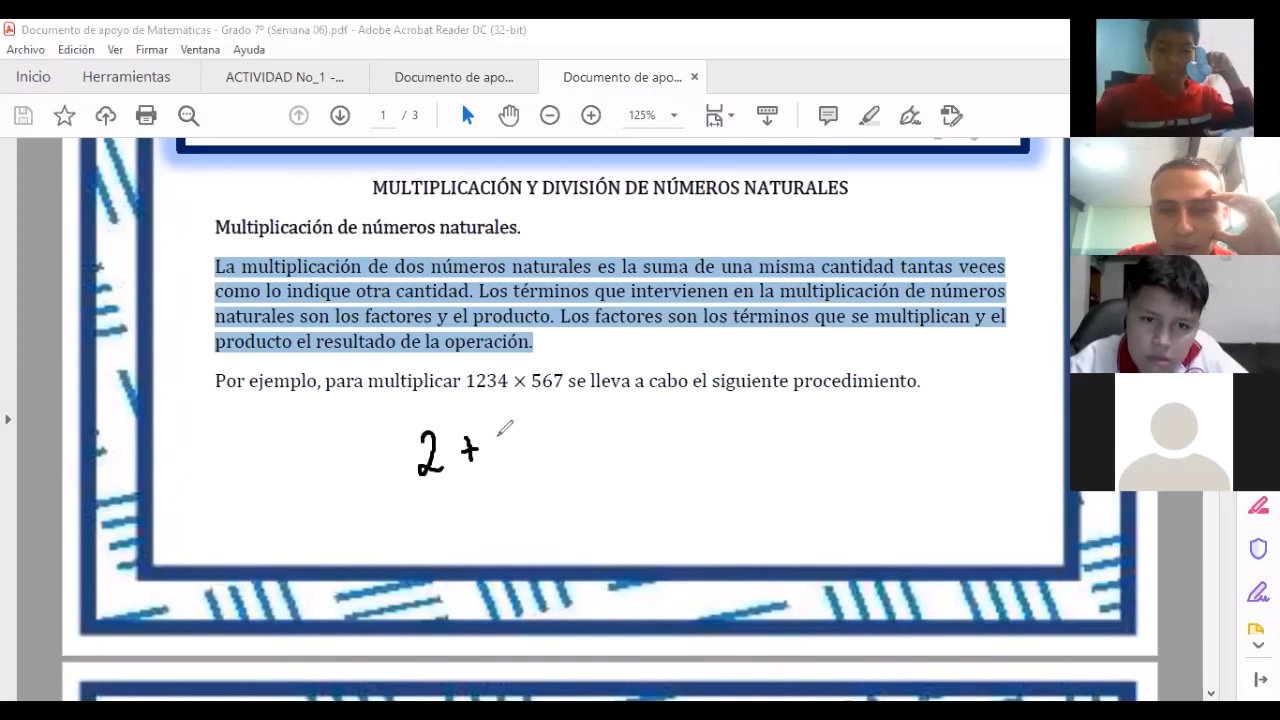 Documento de apoyo de Matemáticas - Grado 7º (Semana 06).pdf - Adobe Acrobat Reader DC (32-bit)
Archivo Edición Ver Firmar Ventana Ayuda
Inicio Herramientas ACTIVIDAD No_1 -... Documento de apo... Documento de apo... ×
1 / 3 125%
MULTIPLICACIÓN Y DIVISIÓN DE NÚMEROS NATURALES
Multiplicación de números naturales.
La multiplicación de dos números naturales es la suma de una misma cantidad tantas veces
como lo indique otra cantidad. Los términos que intervienen en la multiplicación de números
naturales son los factores y el producto. Los factores son los términos que se multiplican y el
producto el resultado de la operación.
Por ejemplo, para multiplicar 1234 × 567 se lleva a cabo el siguiente procedimiento.
2 +